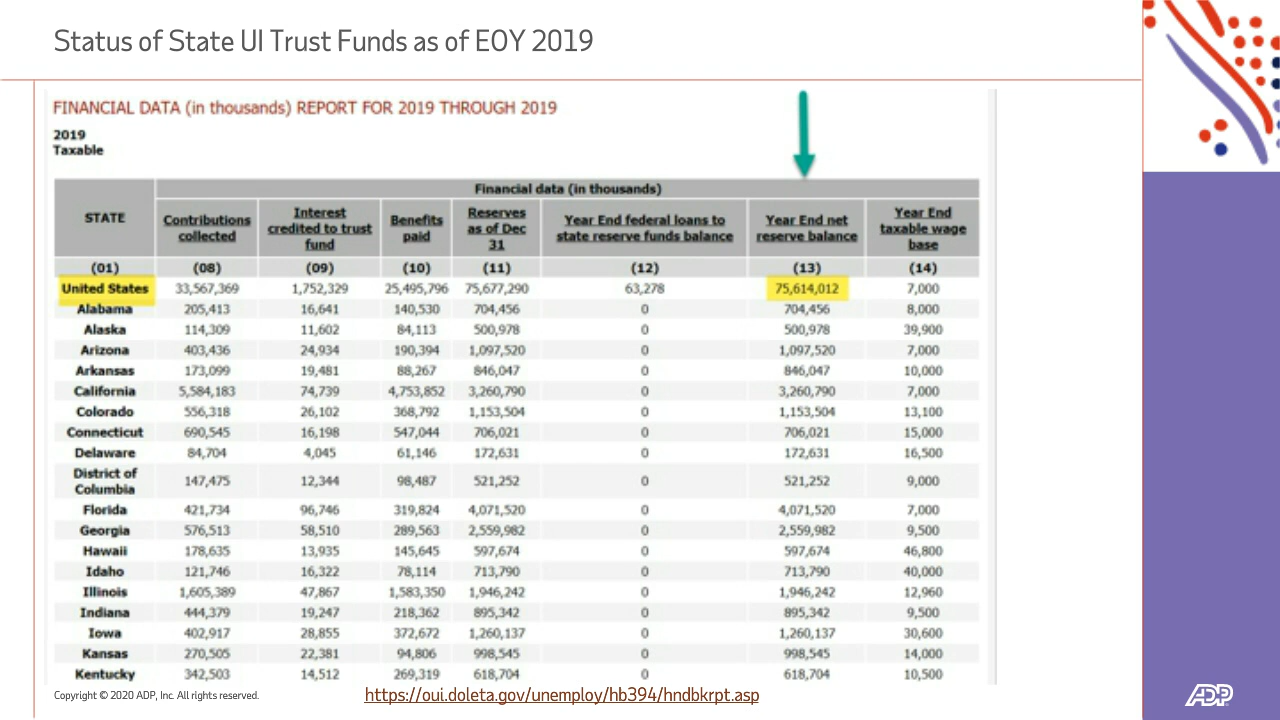 Status of State UI Trust Funds as of EOY 2019
FINANCIAL DATA (in thousands) REPORT FOR 2019 THROUGH 2019
2019
Taxable
Financial data (in thousands)
STATE Contributions collected Interest credited to trust fund Benefits paid Reserves as of Dec 31 Year End federal loans to state reserve funds balance Year End net reserve balance Year End taxable wage base
(01) (08) (09) (10) (11) (12) (13) (14)
United States 33,567,369 1,752,329 25,495,796 75,677,290 63,278 75,614,012 7,000
Alabama 205,413 16,641 140,530 704,456 0 704,456 8,000
Alaska 114,309 11,602 84,113 500,978 0 500,978 39,900
Arizona 403,436 24,934 190,394 1,097,520 0 1,097,520 7,000
Arkansas 173,099 19,481 88,267 846,047 0 846,047 10,000
California 5,584,183 74,739 4,753,852 3,260,790 0 3,260,790 7,000
Colorado 556,318 26,102 368,792 1,153,504 0 1,153,504 13,100
Connecticut 690,545 16,198 547,044 706,021 0 706,021 15,000
Delaware 84,704 4,045 61,146 172,631 0 172,631 16,500
District of Columbia 147,475 12,344 98,487 521,252 0 521,252 9,000
Florida 421,734 96,746 319,824 4,071,520 0 4,071,520 7,000
Georgia 576,513 58,510 289,563 2,559,982 0 2,559,982 9,500
Hawaii 178,635 13,935 145,645 597,674 0 597,674 46,800
Idaho 121,746 16,322 78,114 713,790 0 713,790 40,000
Illinois 1,605,389 47,867 1,583,350 1,946,242 0 1,946,242 12,960
Indiana 444,379 19,247 218,362 895,342 0 895,342 9,500
Iowa 402,917 28,855 372,672 1,260,137 0 1,260,137 30,600
Kansas 270,505 22,381 94,806 998,545 0 998,545 14,000
Kentucky 342,503 14,512 269,319 618,704 0 618,704 10,500
Copyright © 2020 ADP, Inc. All rights reserved.
https://oui.doleta.gov/unemploy/hb394/hndbkrpt.asp
ADP